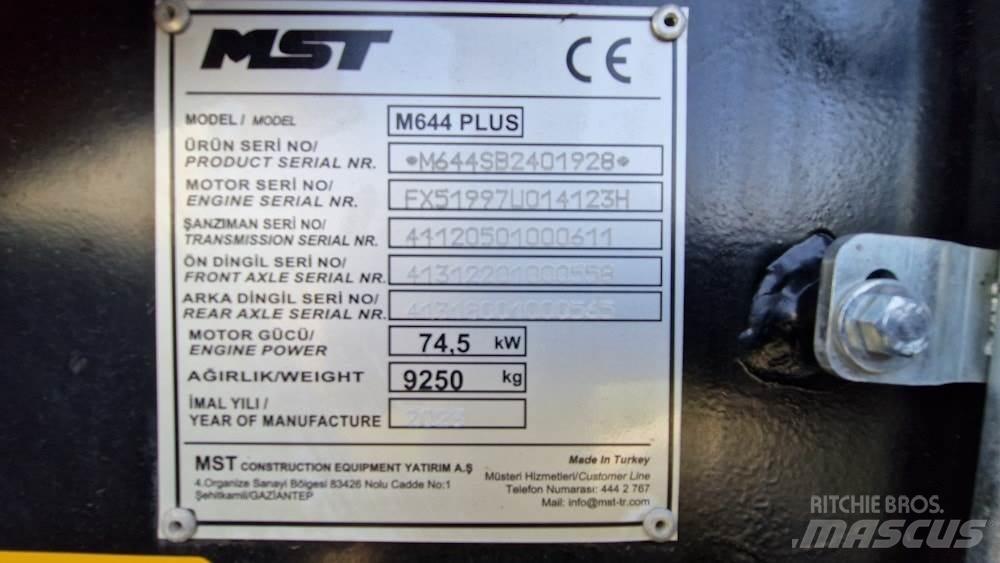 MST CE
MODEL / MODEL M644 PLUS
ÜRÜN SERİ NO/
PRODUCT SERIAL NR. *M644SB2401928*
MOTOR SERİ NO/
ENGINE SERIAL NR. FX51997U014123H
ŞANZIMAN SERİ NO/
TRANSMISSION SERIAL NR. 44120501000611
ÖN DİNGİL SERİ NO/
FRONT AXLE SERIAL NR. 41312201000558
ARKA DİNGİL SERİ NO/
REAR AXLE SERIAL NR.
MOTOR GÜCÜ/
ENGINE POWER 74,5 kW
AĞIRLIK/WEIGHT 9250 kg
İMAL YILI /
YEAR OF MANUFACTURE
MST CONSTRUCTION EQUIPMENT YATIRIM A.Ş
4.Organize Sanayi Bölgesi 83426 Nolu Cadde No:1
Şehitkamil/GAZİANTEP
Made In Turkey
Müsteri Hizmetleri/Customer Line
Telefon Numarası: 444 2 767
Mail: info@mst-tr.com
RITCHIE BROS.
MASCUS